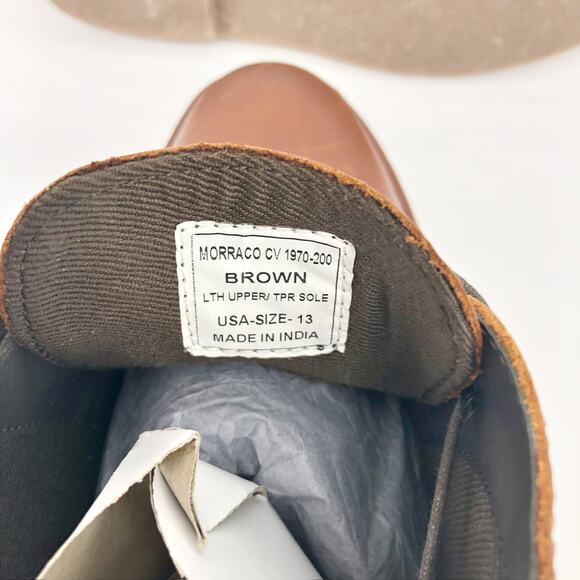 MORRACO CV 1970-200
BROWN
LTH UPPER/ TPR SOLE
USA-SIZE- 13
MADE IN INDIA